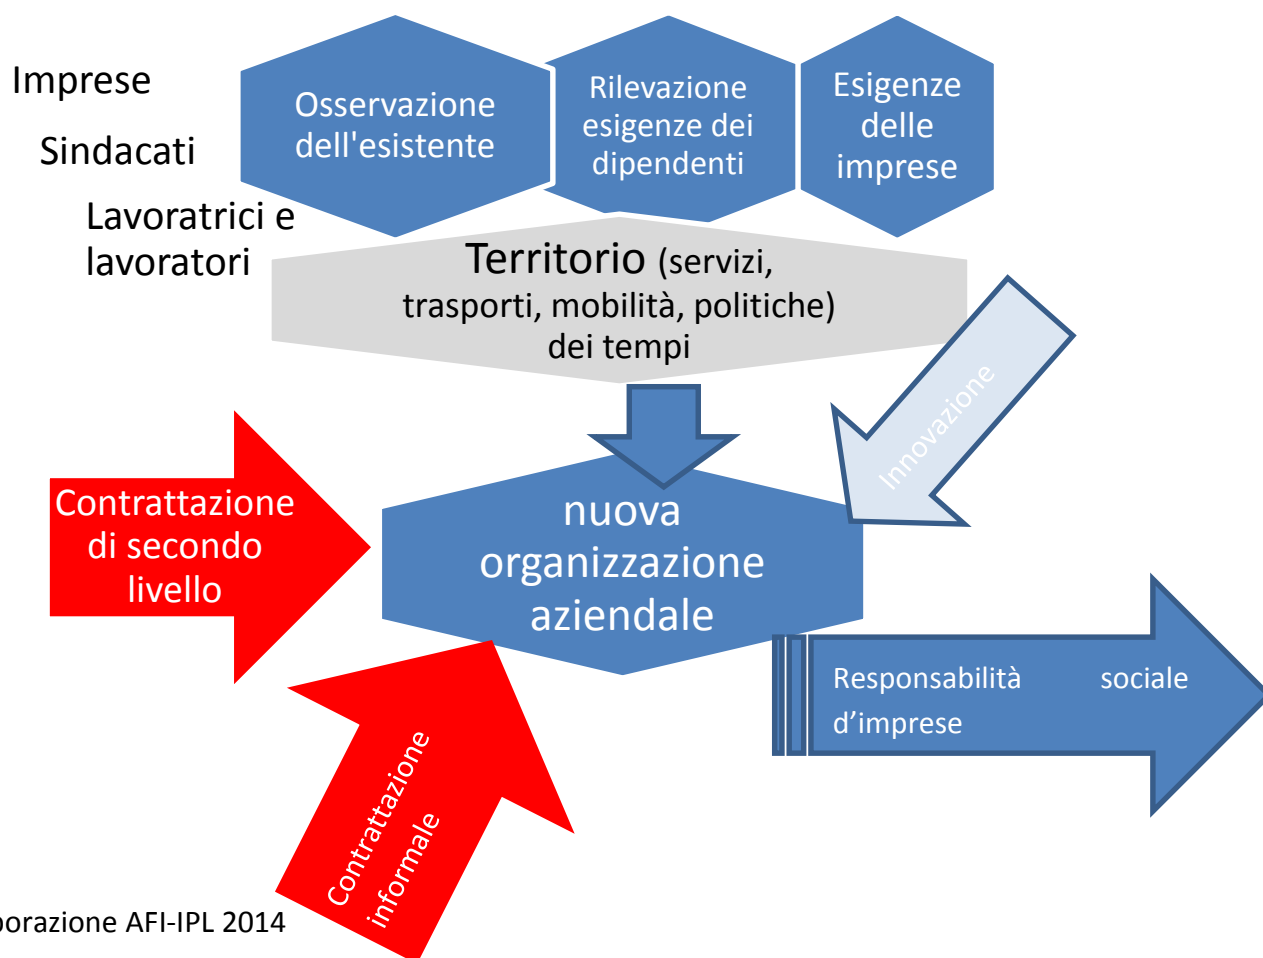 Imprese
Sindacati
Lavoratrici e
lavoratori
Osservazione
dell'esistente
Rilevazione
esigenze dei
dipendenti
Esigenze
delle
imprese
Territorio (servizi,
trasporti, mobilità, politiche)
dei tempi
Innovazione
Contrattazione
di secondo
livello
nuova
organizzazione
aziendale
Responsabilità sociale
d’imprese
Contrattazione
informale
borazione AFI-IPL 2014